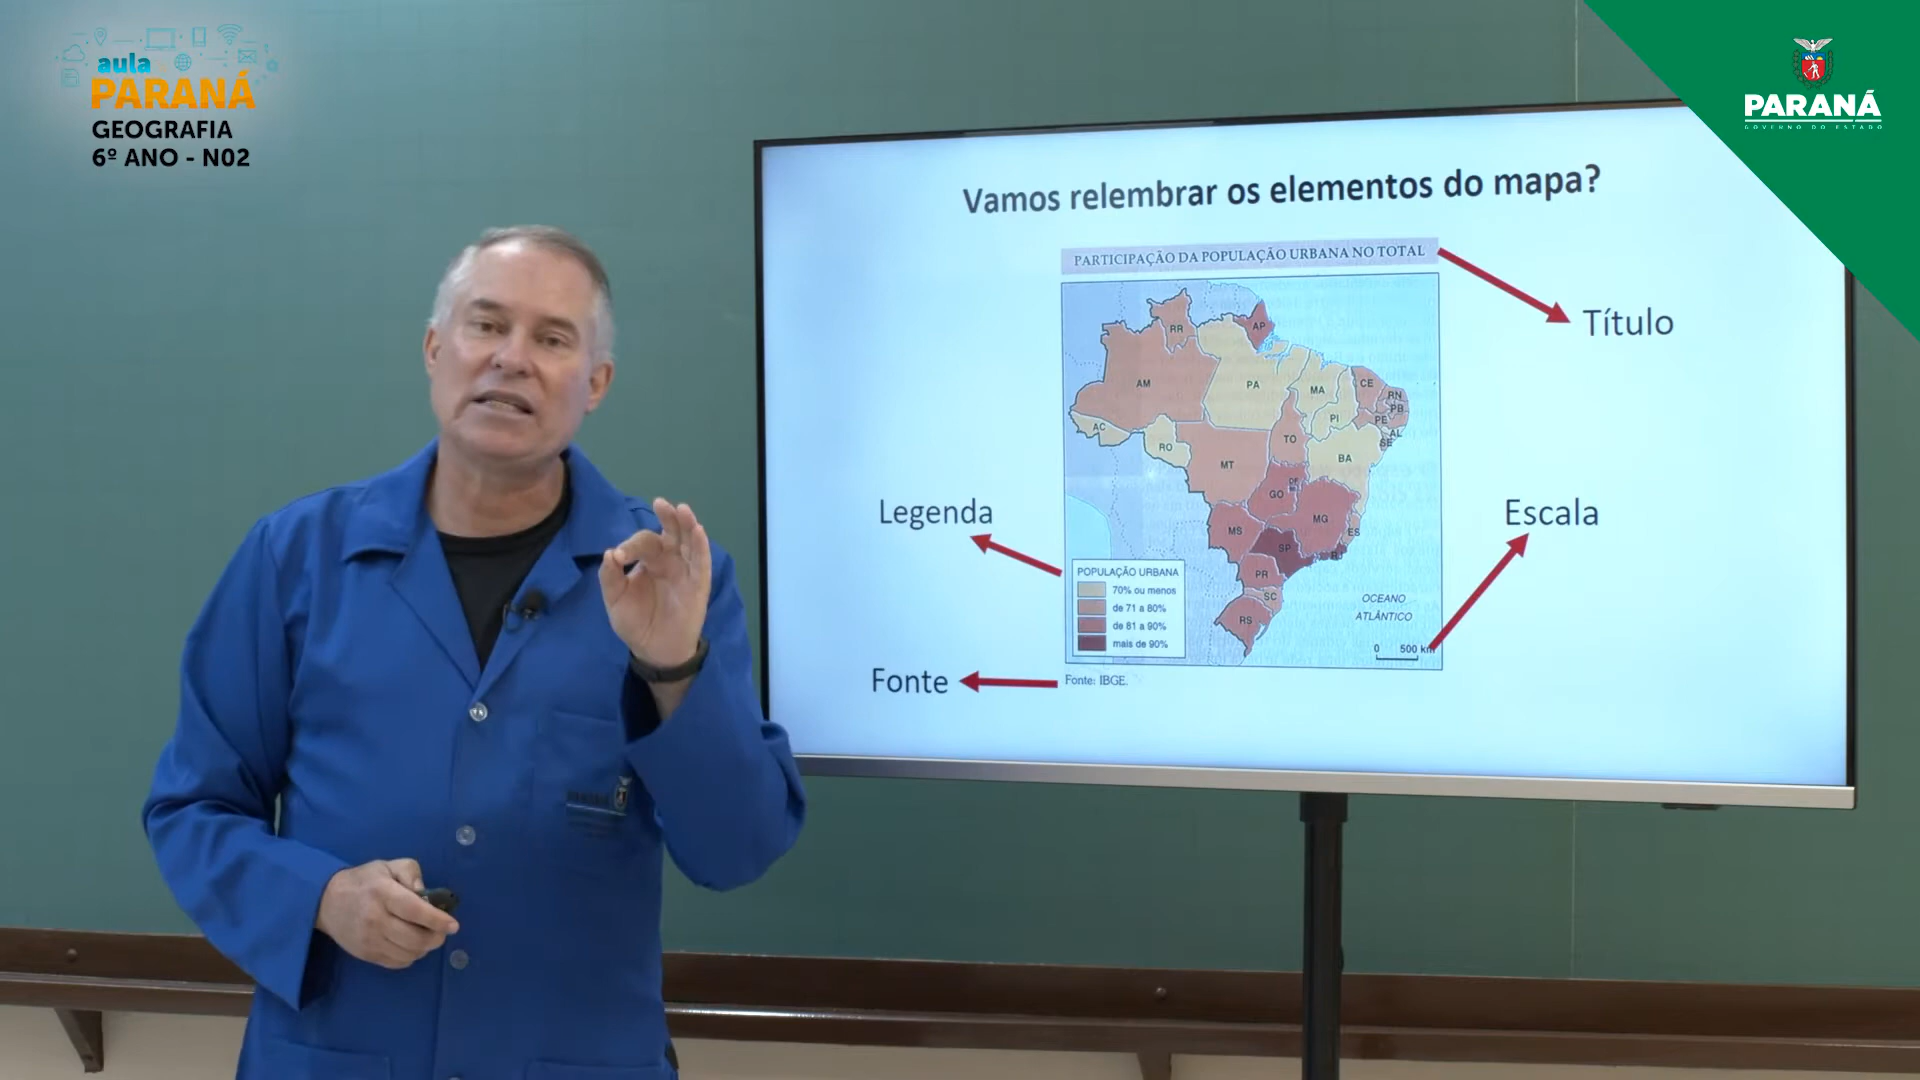 aula
PARANÁ
GEOGRAFIA
6º ANO - N02
PARANÁ
GOVERNO DO ESTADO
Vamos relembrar os elementos do mapa?
PARTICIPAÇÃO DA POPULAÇÃO URBANA NO TOTAL
Título
RR
AP
AM
PA
MA
CE
RN
PB
PE
AL
SE
PI
AC
RO
TO
BA
MT
DF
GO
MG
ES
MS
SP
RJ
PR
SC
RS
Legenda
Escala
POPULAÇÃO URBANA
70% ou menos
de 71 a 80%
de 81 a 90%
mais de 90%
OCEANO
ATLÂNTICO
0 500 km
Fonte
Fonte: IBGE.